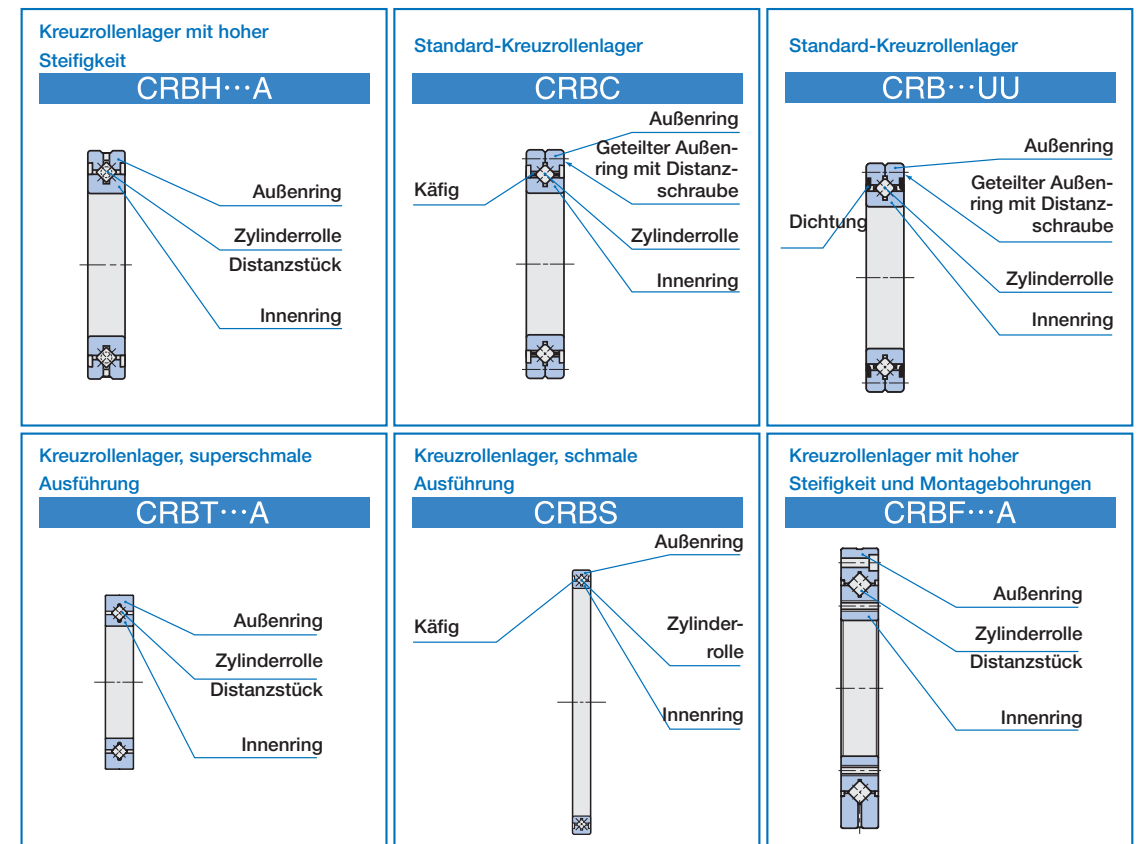 Kreuzrollenlager mit hoher
Steifigkeit
CRBH···A
Außenring
Zylinderrolle
Distanzstück
Innenring
Standard-Kreuzrollenlager
CRBC
Außenring
Geteilter Außen-
ring mit Distanz-
schraube
Käfig
Zylinderrolle
Innenring
Standard-Kreuzrollenlager
CRB···UU
Außenring
Geteilter Außen-
ring mit Distanz-
schraube
Dichtung
Zylinderrolle
Innenring
Kreuzrollenlager, superschmale
Ausführung
CRBT···A
Außenring
Zylinderrolle
Distanzstück
Innenring
Kreuzrollenlager, schmale
Ausführung
CRBS
Außenring
Käfig
Zylinder-
rolle
Innenring
Kreuzrollenlager mit hoher
Steifigkeit und Montagebohrungen
CRBF···A
Außenring
Zylinderrolle
Distanzstück
Innenring